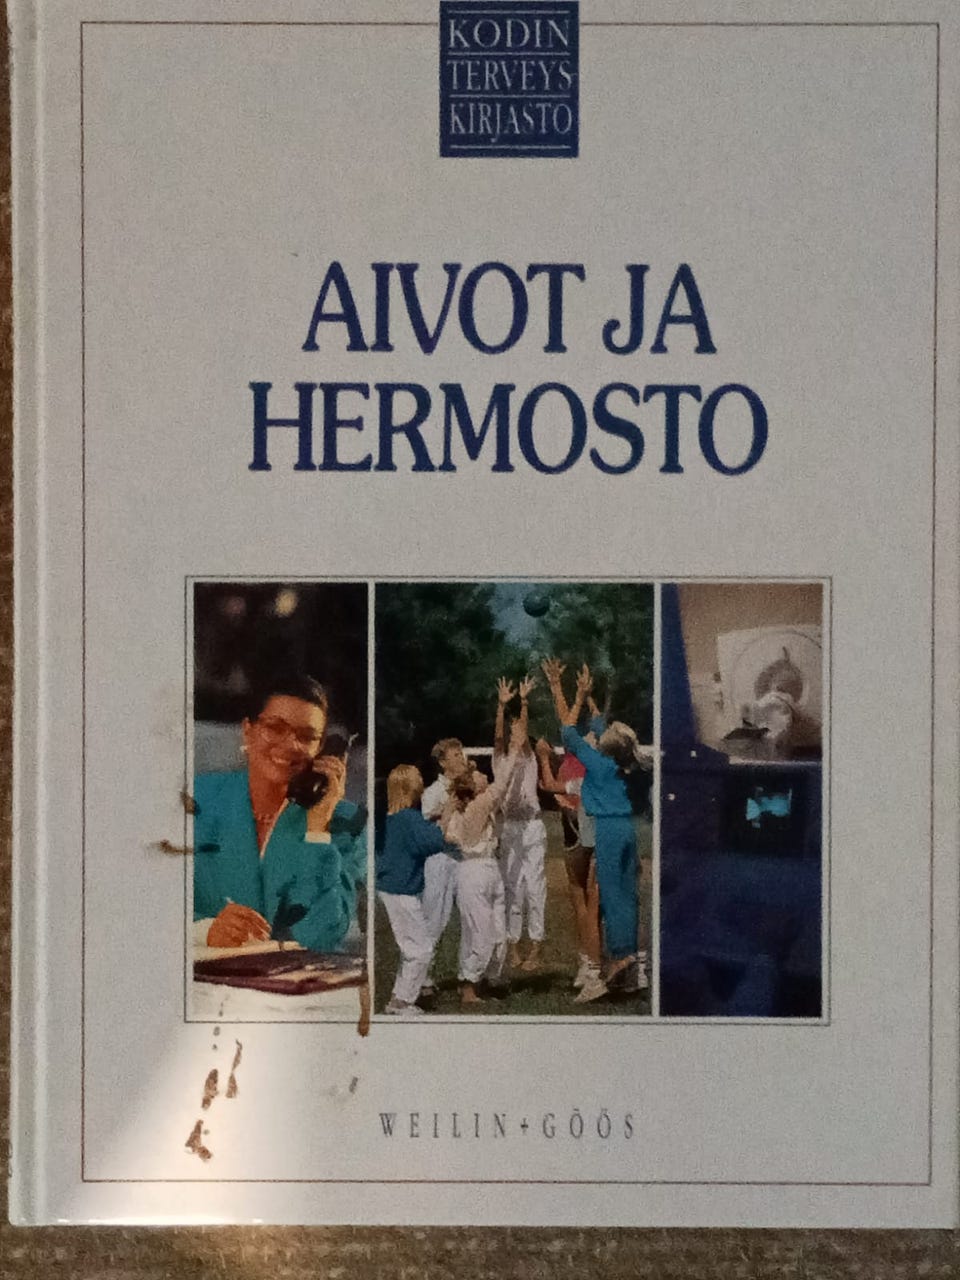 KODIN
TERVEYS
KIRJASTO
AIVOT JA
HERMOSTO
WEILIN+GÖÖS